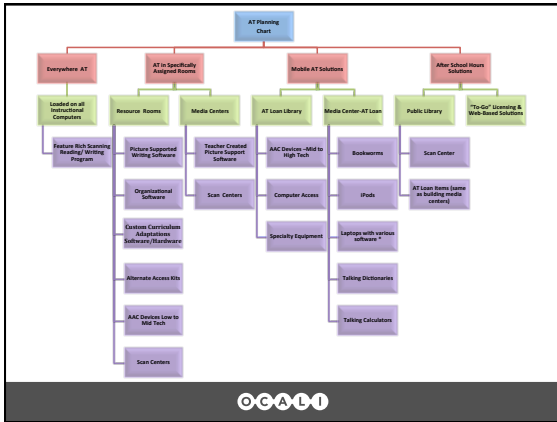 AT Planning
Chart
Everywhere AT
AT in Specifically
Assigned Rooms
Mobile AT Solutions
After School Hours
Solutions
Loaded on all
Instructional
Computers
Resource Rooms
Media Centers
AT Loan Library
Media Center-AT Loan
Public Library
"To-Go" Licensing &
Web-Based Solutions
Feature Rich Scanning
Reading/ Writing
Program
Picture Supported
Writing Software
Organizational
Software
Custom Curriculum
Adaptations
Software/Hardware
Alternate Access Kits
AAC Devices Low to
Mid Tech
Scan Centers
Teacher Created
Picture Support
Software
Scan Centers
AAC Devices –Mid to
High Tech
Computer Access
Specialty Equipment
Bookworms
IPods
Laptops with various
software *
Talking Dictionaries
Talking Calculators
Scan Center
AT Loan Items (same
as building media
centers)
OCALI